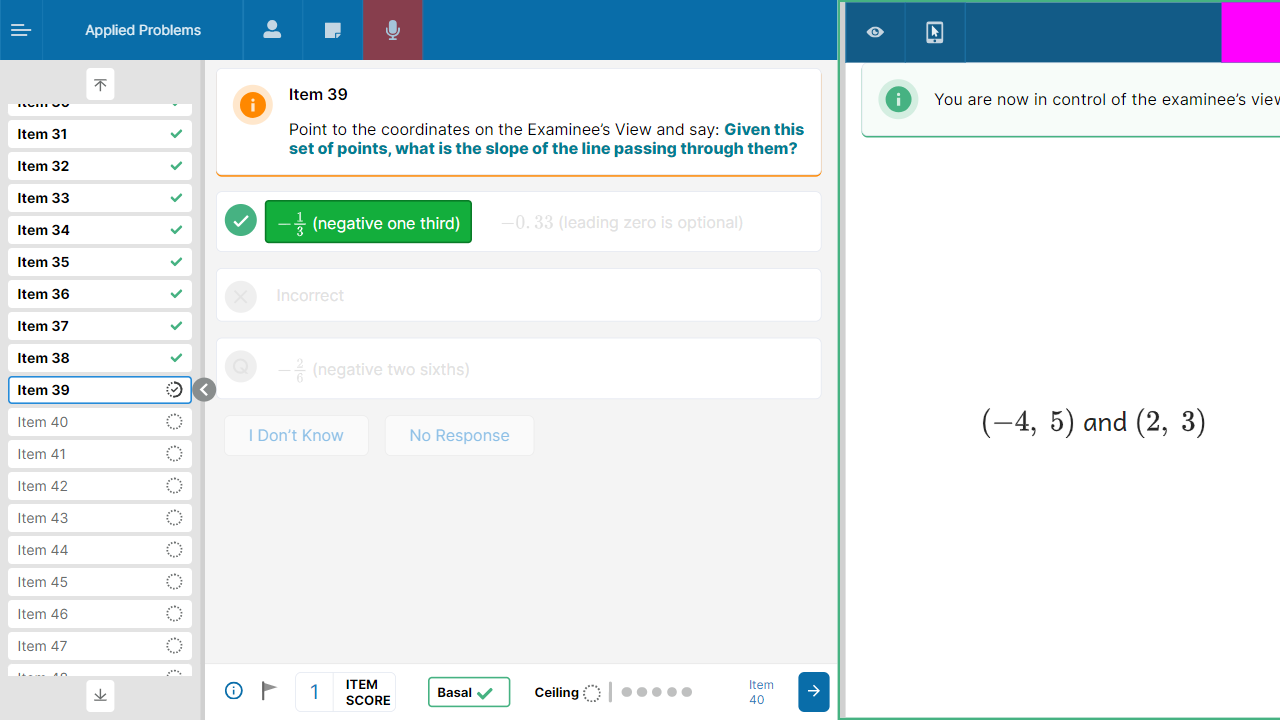 Applied Problems
Item 31
Item 32
Item 33
Item 34
Item 35
Item 36
Item 37
Item 38
Item 39
Item 40
Item 41
Item 42
Item 43
Item 44
Item 45
Item 46
Item 47
Item 39
Point to the coordinates on the Examinee's View and say: Given this
set of points, what is the slope of the line passing through them?
−1/3 (negative one third) −0.33 (leading zero is optional)
Incorrect
Q −2/6 (negative two sixths)
I Don't Know No Response
1 ITEM
SCORE
Basal Ceiling
Item
40
You are now in control of the examinee's
(−4, 5) and (2, 3)